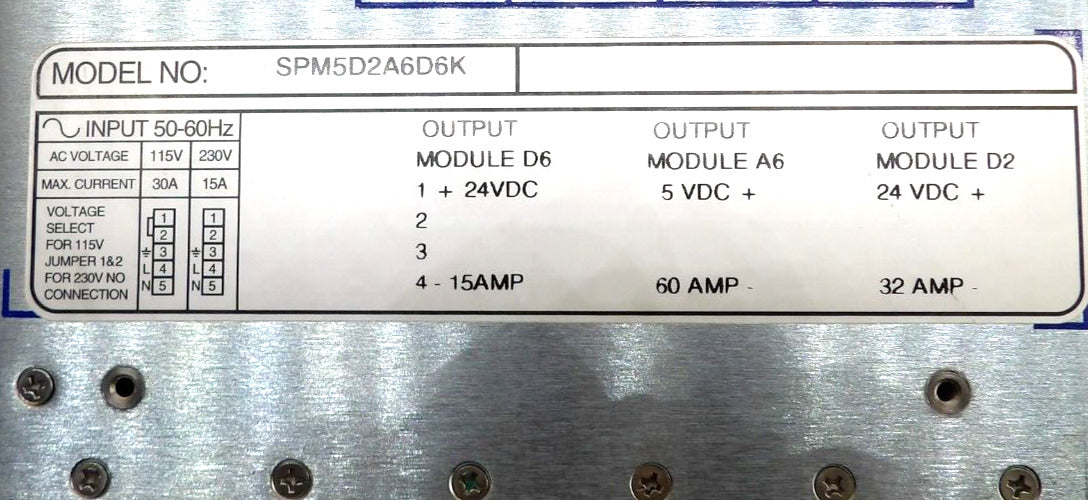 MODEL NO: SPM5D2A6D6K
INPUT 50-60Hz
AC VOLTAGE 115V 230V
MAX. CURRENT 30A 15A
VOLTAGE
SELECT
FOR 115V
JUMPER 1&2
FOR 230V NO
CONNECTION
1 1
2 2
3 3
L 4 L 4
N 5 N 5
OUTPUT OUTPUT OUTPUT
MODULE D6 MODULE A6 MODULE D2
1 + 24VDC 5 VDC + 24 VDC +
2
3
4 - 15AMP 60 AMP - 32 AMP -